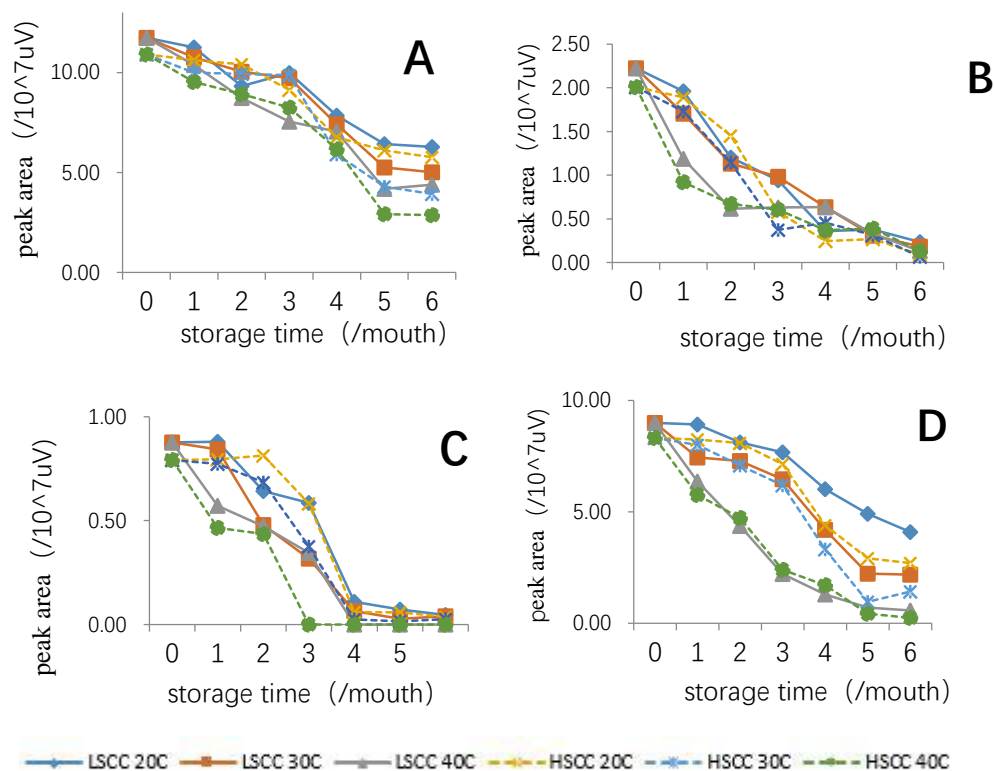 A
peak area（/10^7uV）
10.00
5.00
0.00
0 1 2 3 4 5 6
storage time（/mouth）
B
peak area（/10^7uV）
2.50
2.00
1.50
1.00
0.50
0.00
0 1 2 3 4 5 6
storage time（/mouth）
C
peak area（/10^7uV）
1.00
0.50
0.00
0 1 2 3 4 5
storage time（/mouth）
D
peak area（/10^7uV）
10.00
5.00
0.00
0 1 2 3 4 5 6
storage time（/mouth）
LSCC 20C LSCC 30C LSCC 40C HSCC 20C HSCC 30C HSCC 40C